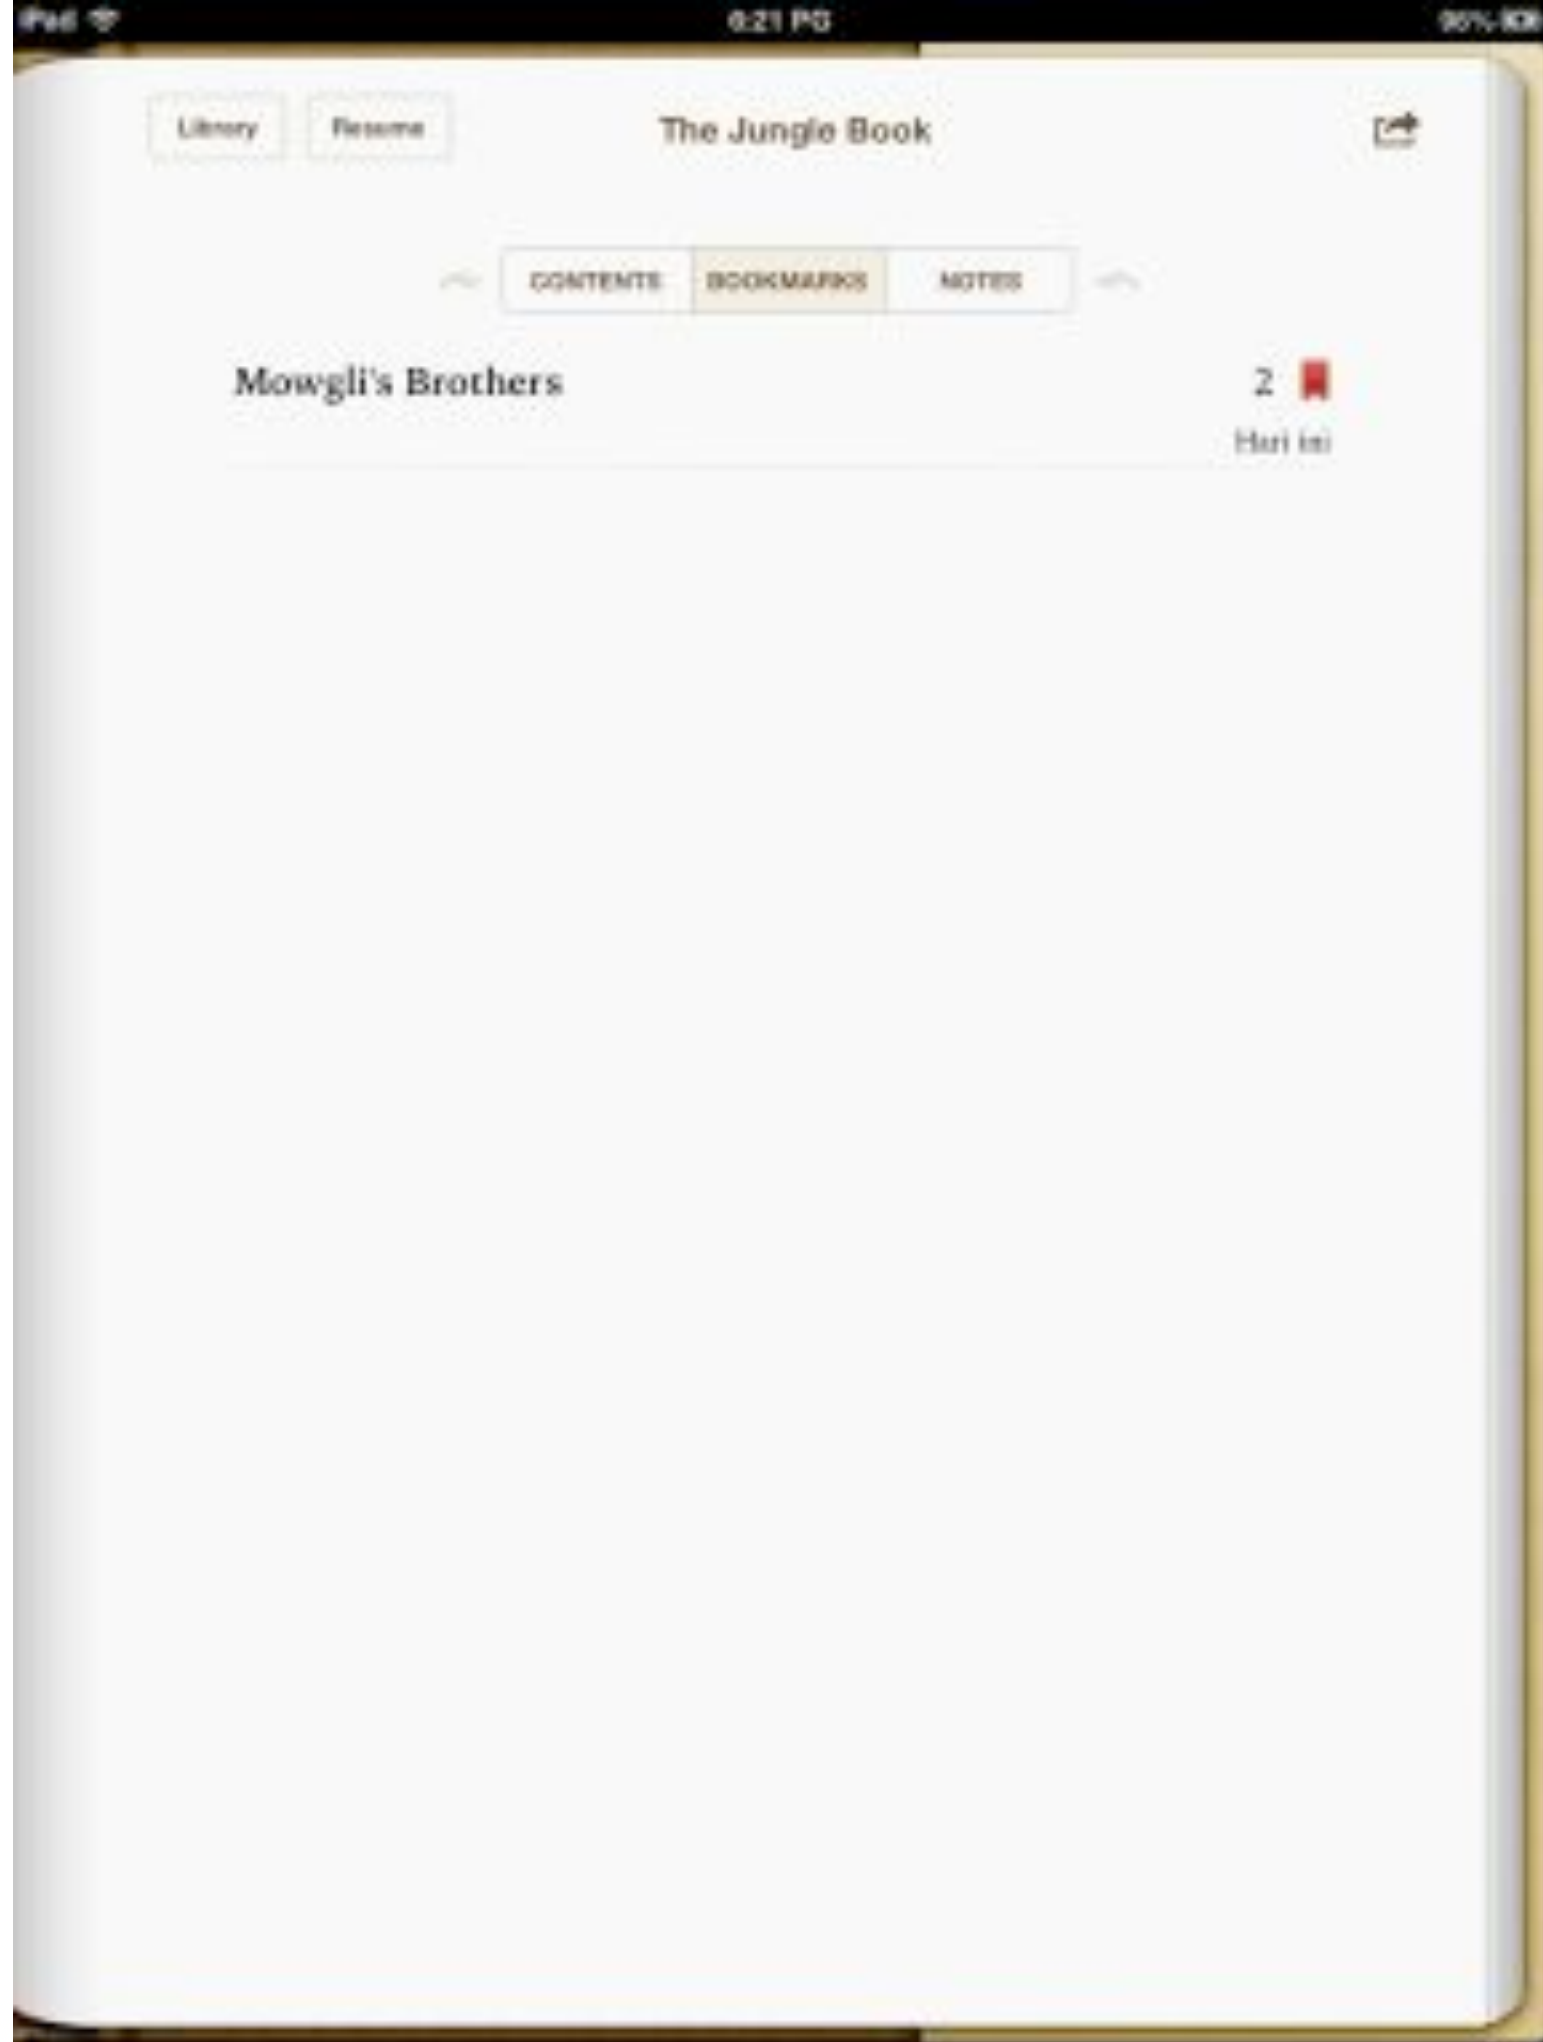 iPad
6:21 PG
96%
Library
Resume
The Jungle Book
CONTENTS
BOOKMARKS
NOTES
Mowgli's Brothers
2
Hari ini